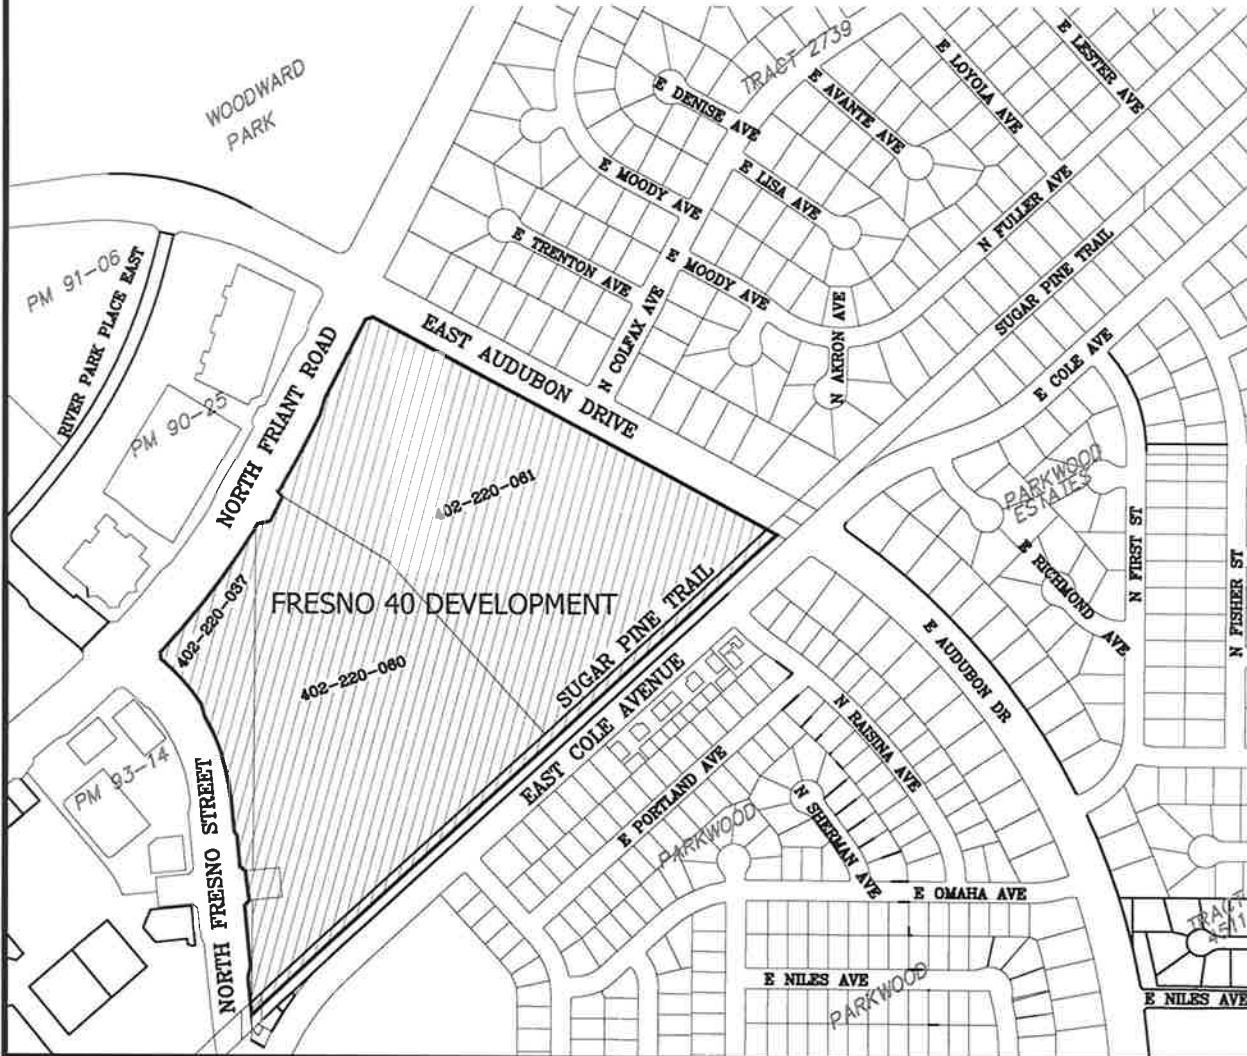 WOODWARD
PARK
TRACT 2739
E LESTER AVE
E LOYOLA AVE
E AVANTE AVE
E DENISE AVE
E LISA AVE
E MOODY AVE
E TRENTON AVE
E MOODY AVE
N FULLER AVE
SUGAR PINE TRAIL
N COLFAX AVE
N AKRON AVE
E COLE AVE
PM 91-06
RIVER PARK PLACE EAST
PM 90-25
NORTH FRIANT ROAD
EAST AUDUBON DRIVE
402-220-061
PARKWOOD
ESTATES
N FIRST ST
E RICHMOND AVE
N FISHER ST
402-220-037
FRESNO 40 DEVELOPMENT
402-220-060
SUGAR PINE TRAIL
EAST COLE AVENUE
E AUDUBON DR
N RAISINA AVE
E PORTLAND AVE
N SHERMAN AVE
PARKWOOD
PM 93-14
NORTH FRESNO STREET
E OMAHA AVE
TRACT
4511
E NILES AVE
PARKWOOD
E NILES AVE